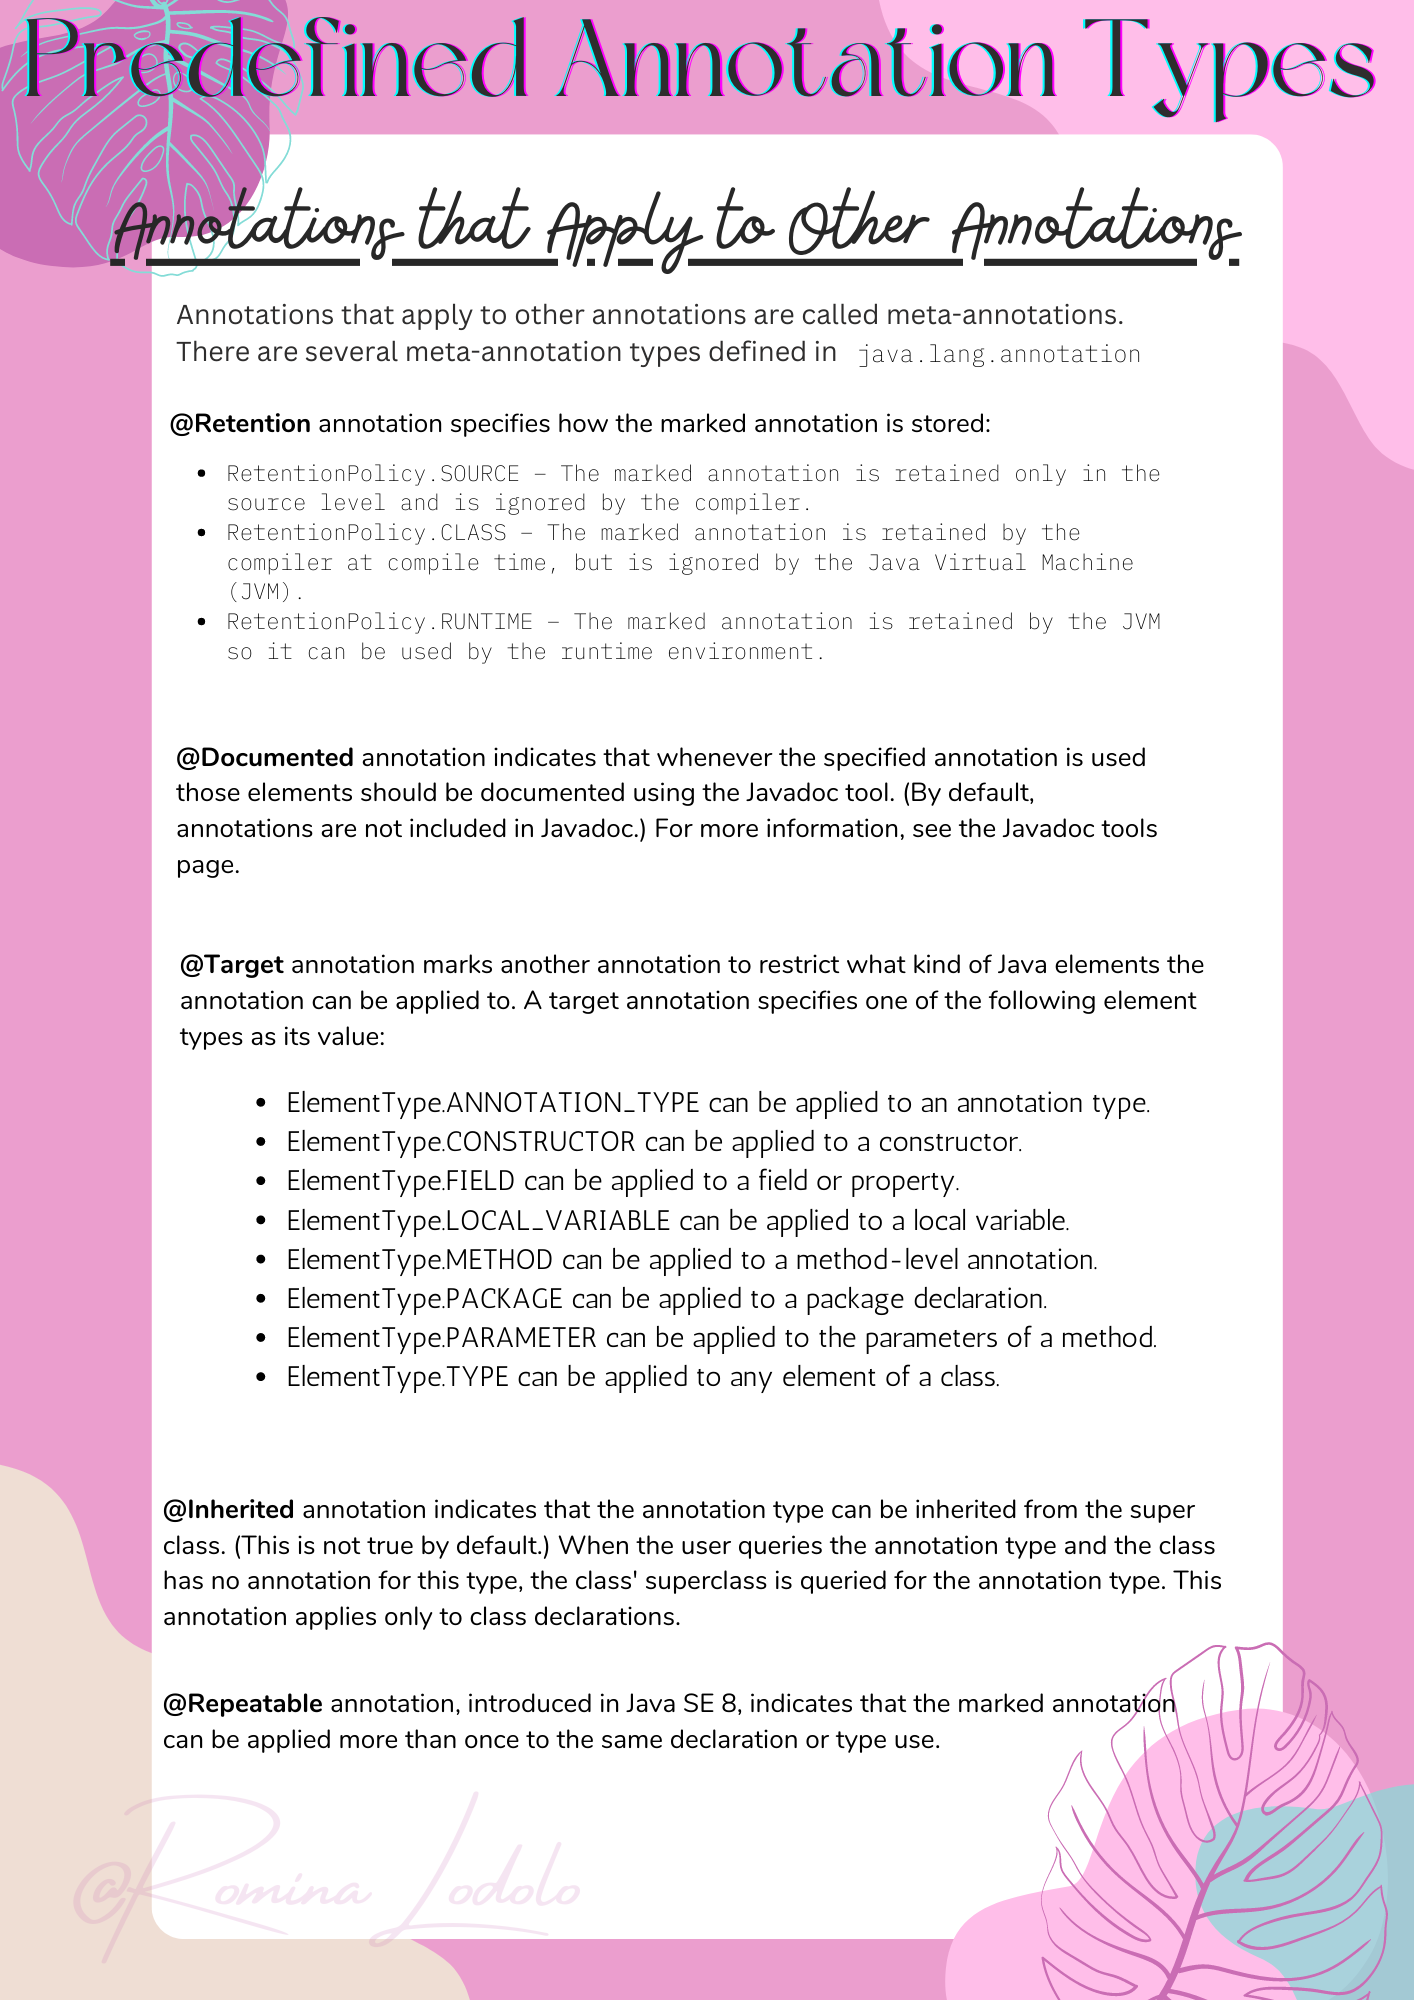 Predefined Annotation Types
Annotations that Apply to Other Annotations
Annotations that apply to other annotations are called meta-annotations.
There are several meta-annotation types defined in java.lang.annotation
@Retention annotation specifies how the marked annotation is stored:
• RetentionPolicy.SOURCE – The marked annotation is retained only in the
source level and is ignored by the compiler.
• RetentionPolicy.CLASS – The marked annotation is retained by the
compiler at compile time, but is ignored by the Java Virtual Machine
(JVM).
• RetentionPolicy.RUNTIME – The marked annotation is retained by the JVM
so it can be used by the runtime environment.
@Documented annotation indicates that whenever the specified annotation is used
those elements should be documented using the Javadoc tool. (By default,
annotations are not included in Javadoc.) For more information, see the Javadoc tools
page.
@Target annotation marks another annotation to restrict what kind of Java elements the
annotation can be applied to. A target annotation specifies one of the following element
types as its value:
• ElementType.ANNOTATION_TYPE can be applied to an annotation type.
• ElementType.CONSTRUCTOR can be applied to a constructor.
• ElementType.FIELD can be applied to a field or property.
• ElementType.LOCAL_VARIABLE can be applied to a local variable.
• ElementType.METHOD can be applied to a method-level annotation.
• ElementType.PACKAGE can be applied to a package declaration.
• ElementType.PARAMETER can be applied to the parameters of a method.
• ElementType.TYPE can be applied to any element of a class.
@Inherited annotation indicates that the annotation type can be inherited from the super
class. (This is not true by default.) When the user queries the annotation type and the class
has no annotation for this type, the class' superclass is queried for the annotation type. This
annotation applies only to class declarations.
@Repeatable annotation, introduced in Java SE 8, indicates that the marked annotation
can be applied more than once to the same declaration or type use.
@Romina Lodolo